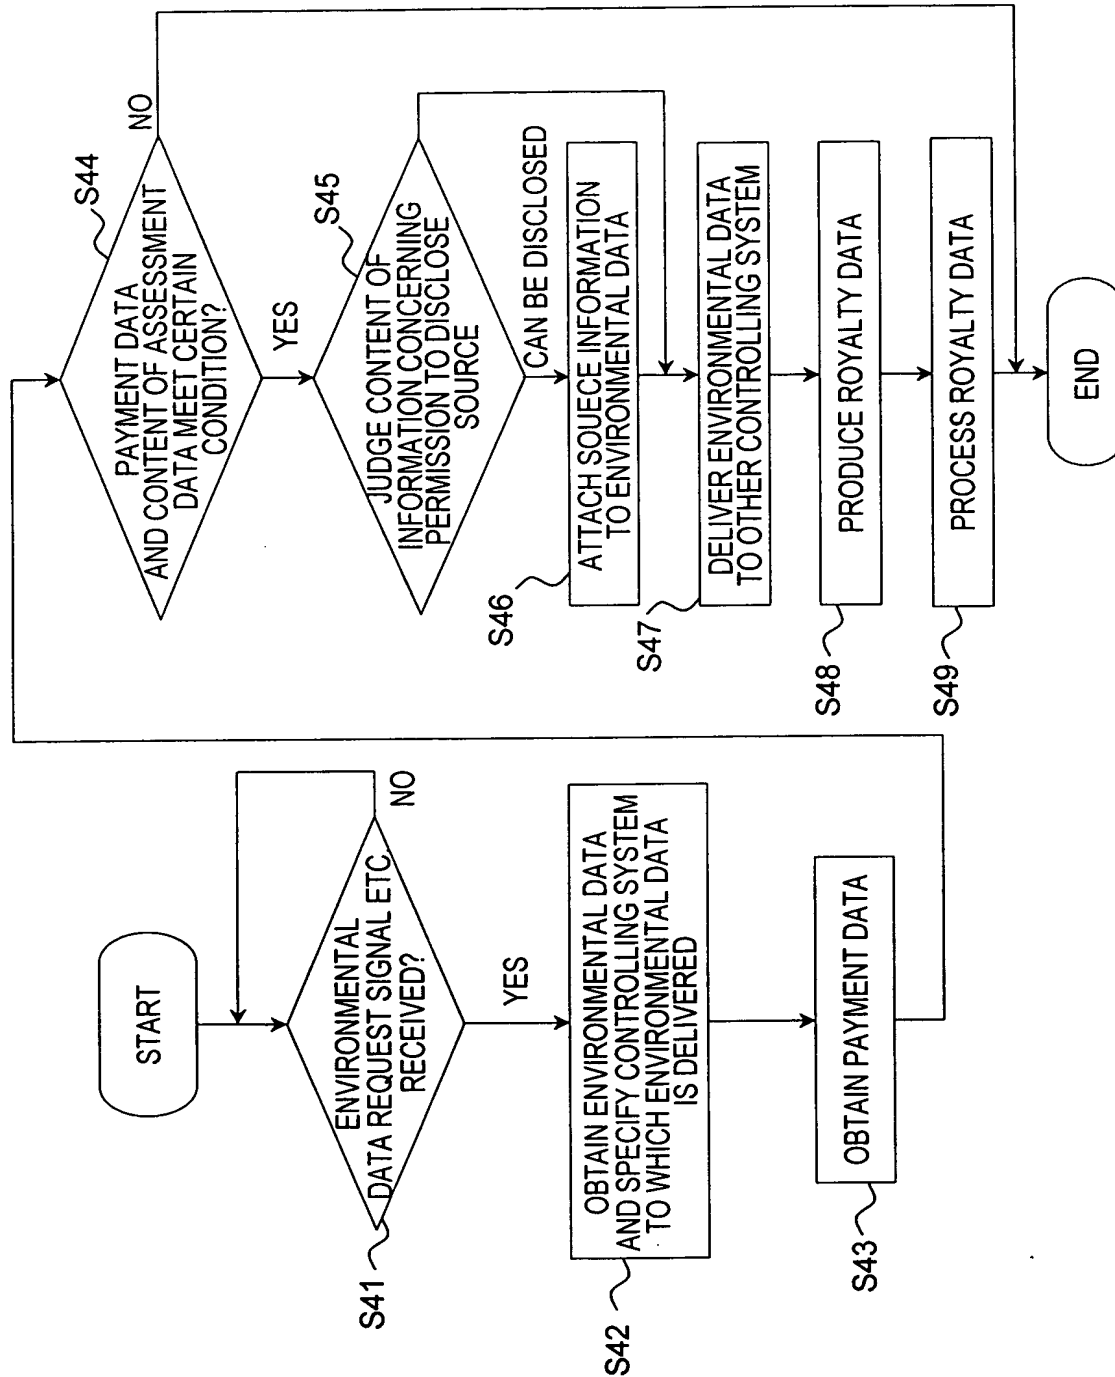 START
ENVIRONMENTAL
DATA REQUEST SIGNAL ETC.
RECEIVED?
NO
S41
YES
OBTAIN ENVIRONMENTAL DATA
AND SPECIFY CONTROLLING SYSTEM
TO WHICH ENVIRONMENTAL DATA
IS DELIVERED
S42
OBTAIN PAYMENT DATA
S43
PAYMENT DATA
AND CONTENT OF ASSESSMENT
DATA MEET CERTAIN
CONDITION?
S44
NO
YES
JUDGE CONTENT OF
INFORMATION CONCERNING
PERMISSION TO DISCLOSE
SOURCE
S45
CAN BE DISCLOSED
ATTACH SOUECE INFORMATION
TO ENVIRONMENTAL DATA
S46
DELIVER ENVIRONMENTAL DATA
TO OTHER CONTROLLING SYSTEM
S47
PRODUCE ROYALTY DATA
S48
PROCESS ROYALTY DATA
S49
END